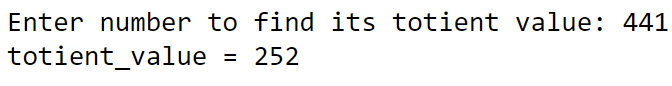 Enter number to find its totient value: 441
totient_value = 252